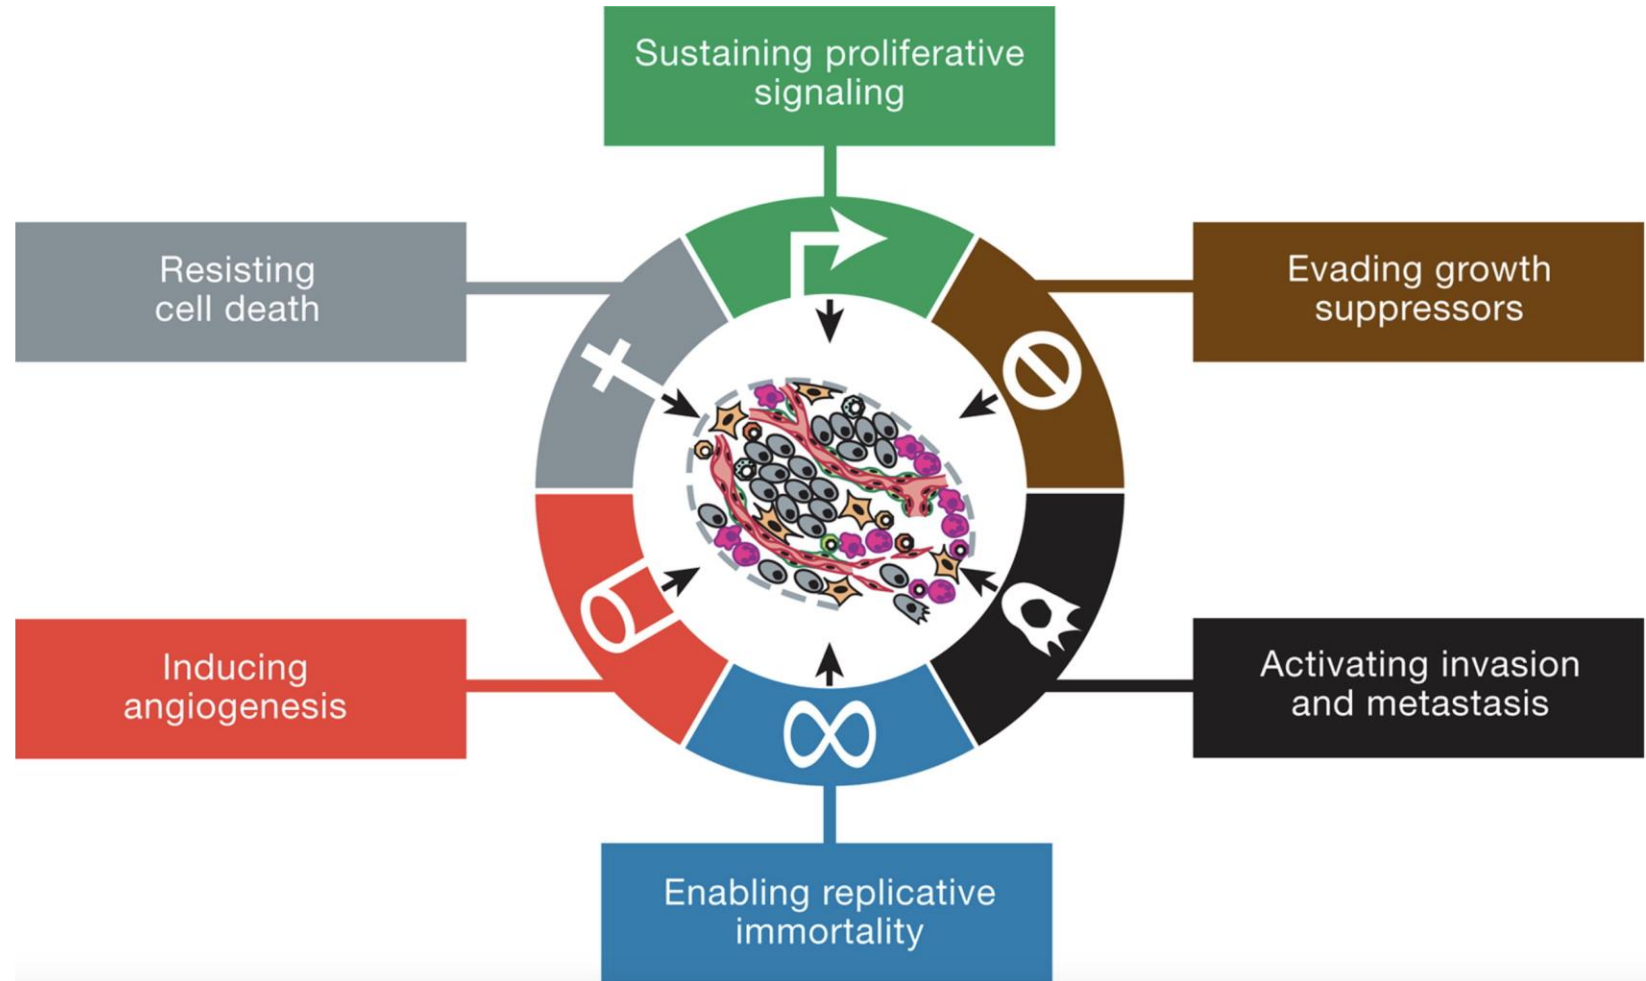 Sustaining proliferative
signaling
Resisting
cell death
Evading growth
suppressors
Inducing
angiogenesis
Activating invasion
and metastasis
Enabling replicative
immortality